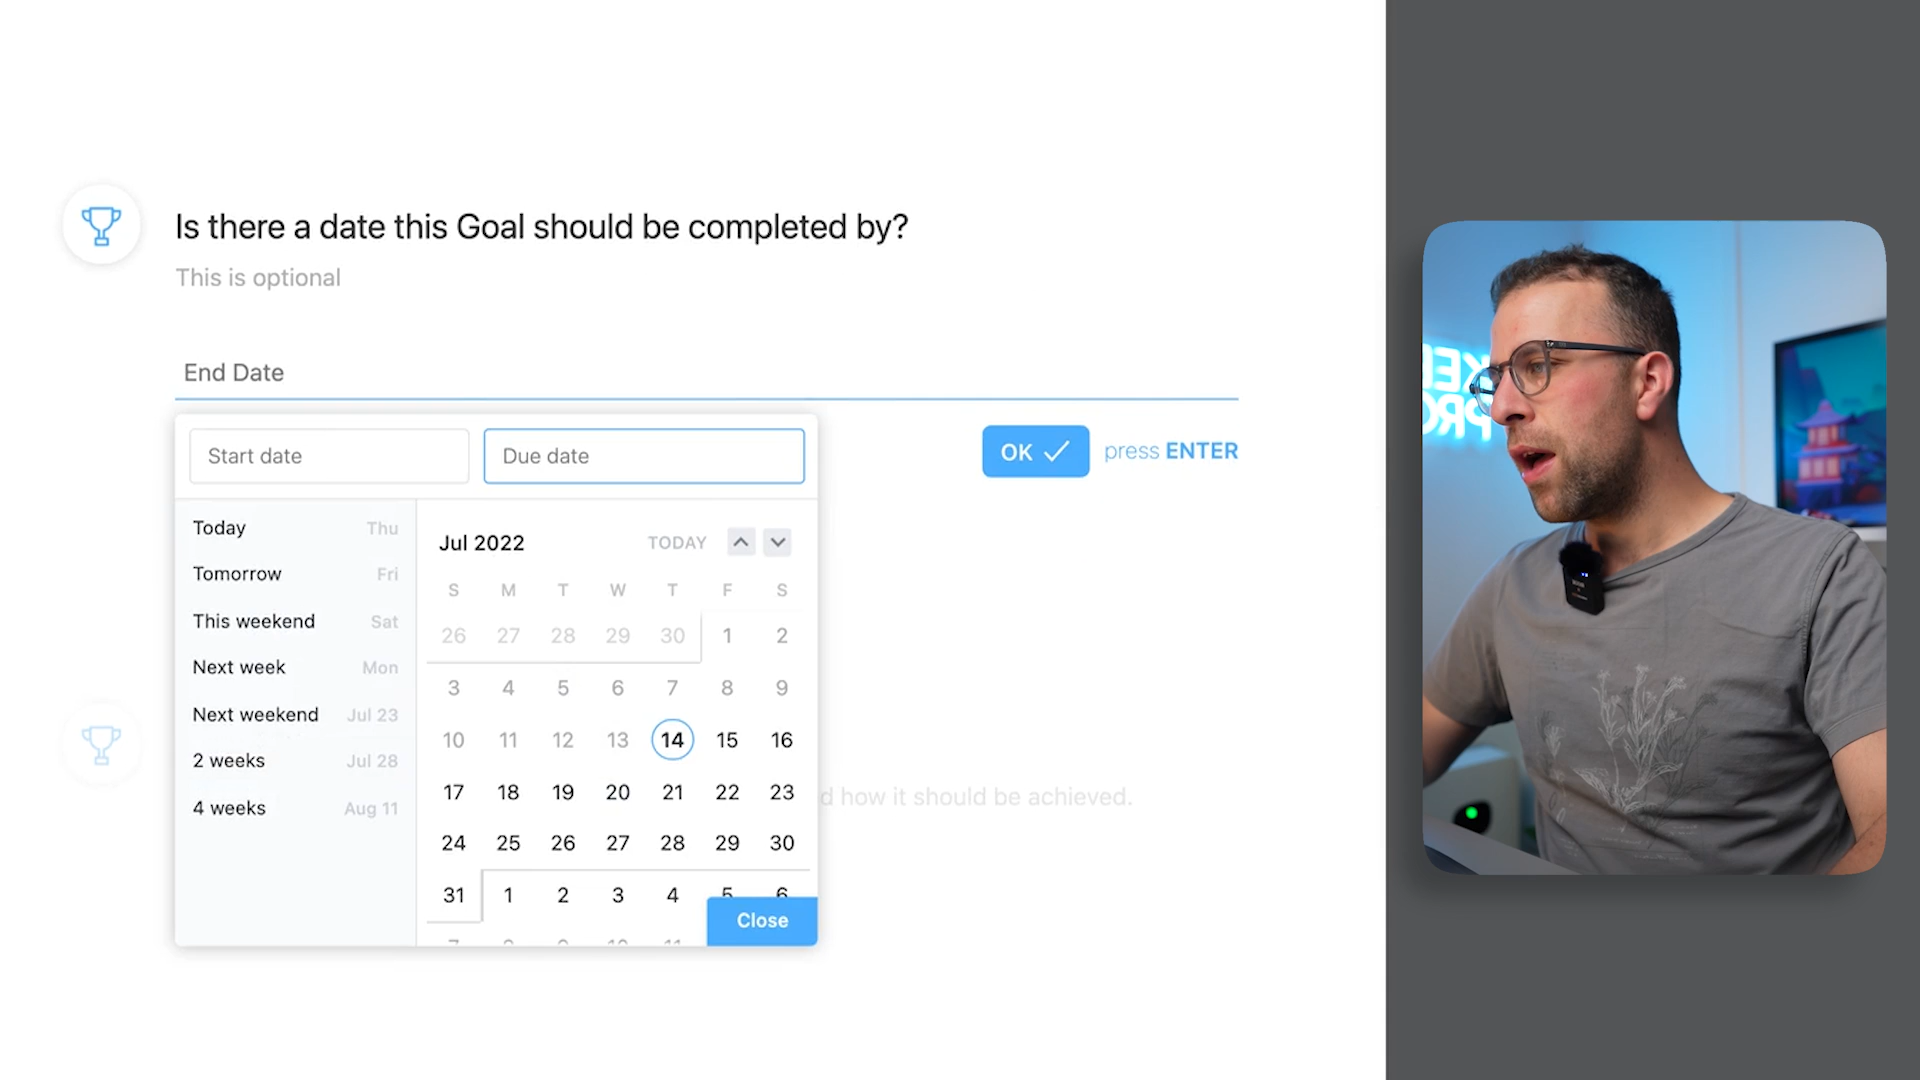 Is there a date this Goal should be completed by?
This is optional
End Date
Start date
Due date
OK
press ENTER
Today Thu
Tomorrow Fri
This weekend Sat
Next week Mon
Next weekend Jul 23
2 weeks Jul 28
4 weeks Aug 11
Jul 2022 TODAY
S M T W T F S
26 27 28 29 30 1 2
3 4 5 6 7 8 9
10 11 12 13 14 15 16
17 18 19 20 21 22 23
24 25 26 27 28 29 30
31 1 2 3 4 5 6
Close
d how it should be achieved.